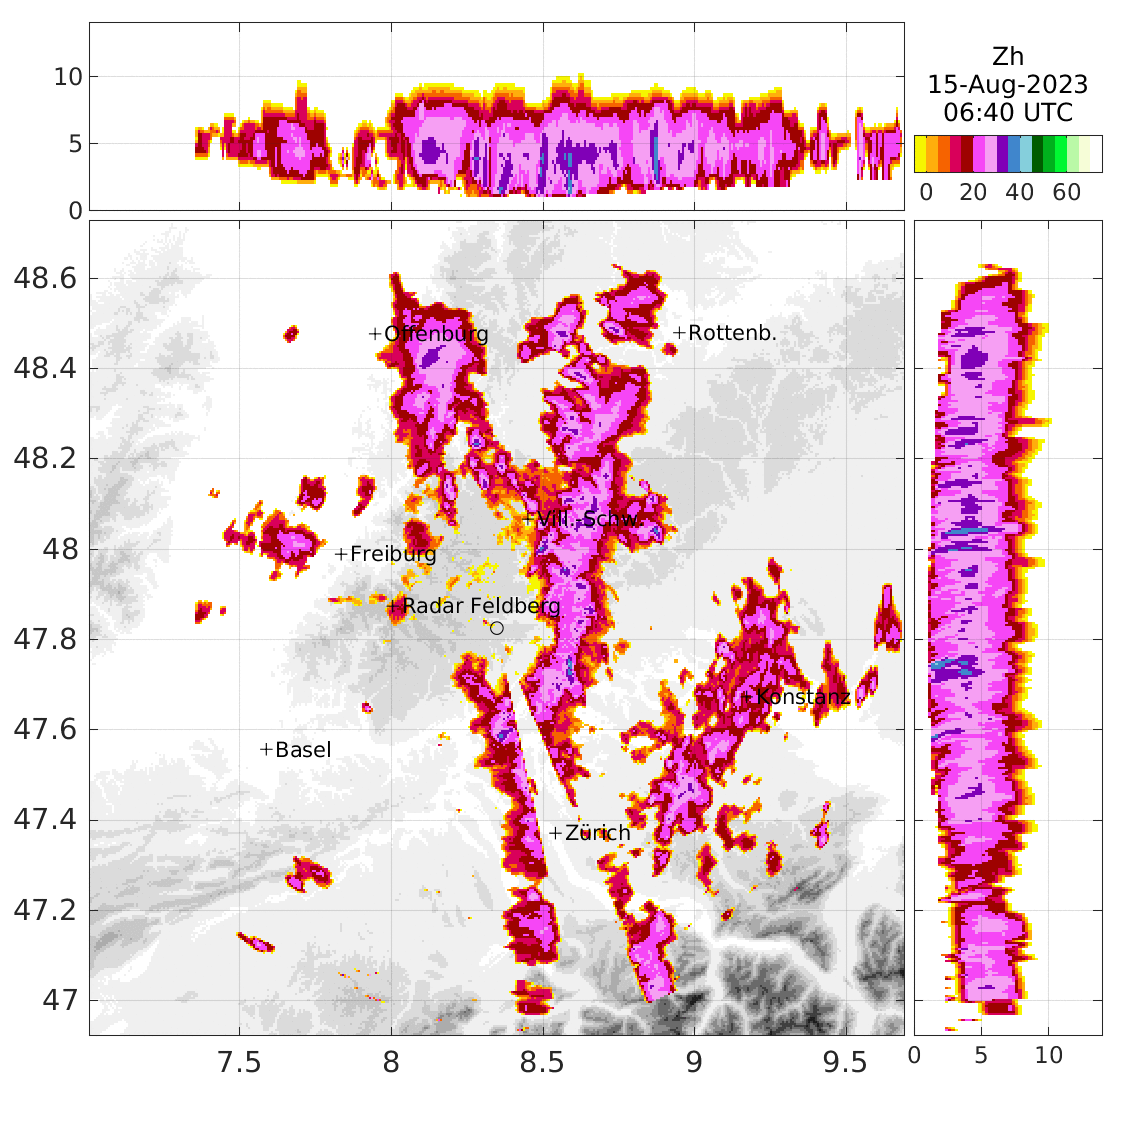 10
5
0
Zh
15-Aug-2023
06:40 UTC
0 20 40 60
48.6
48.4
48.2
48
47.8
47.6
47.4
47.2
47
+Offenburg
+Rottenb.
+Vill.-Schw.
+Freiburg
+Radar Feldberg
+Konstanz
+Basel
+Zürich
7.5 8 8.5 9 9.5
0 5 10